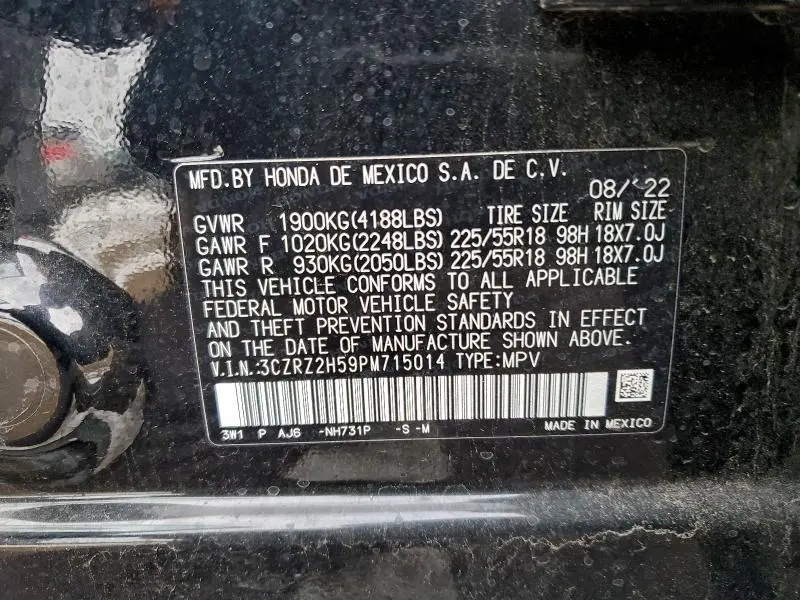 MFD.BY HONDA DE MEXICO S.A. DE C.V.
08/'22
GVWR 1900KG(4188LBS) TIRE SIZE RIM SIZE
GAWR F 1020KG(2248LBS) 225/55R18 98H 18X7.0J
GAWR R 930KG(2050LBS) 225/55R18 98H 18X7.0J
THIS VEHICLE CONFORMS TO ALL APPLICABLE
FEDERAL MOTOR VEHICLE SAFETY
AND THEFT PREVENTION STANDARDS IN EFFECT
ON THE DATE OF MANUFACTURE SHOWN ABOVE.
V.I.N.:3CZRZ2H59PM715014 TYPE:MPV
3W1 P AJ6 -NH731P -S -M MADE IN MEXICO